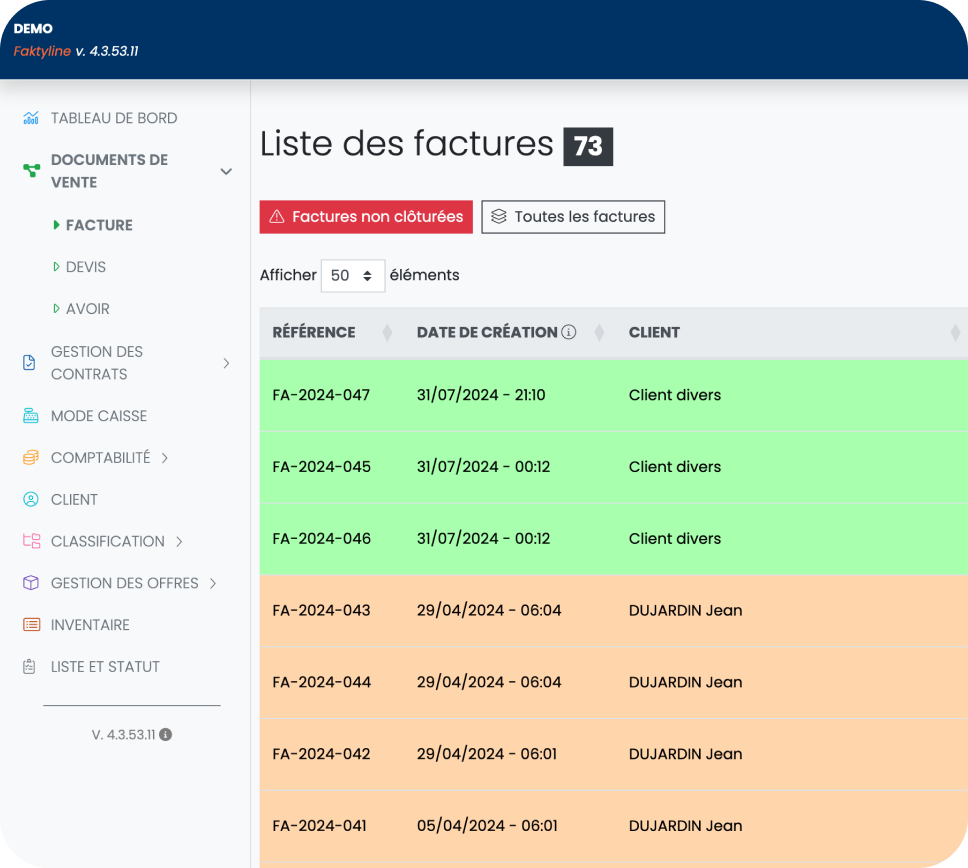 DEMO
Faktyline v. 4.3.53.11
TABLEAU DE BORD
DOCUMENTS DE
VENTE
FACTURE
DEVIS
AVOIR
GESTION DES
CONTRATS
MODE CAISSE
COMPTABILITÉ
CLIENT
CLASSIFICATION
GESTION DES OFFRES
INVENTAIRE
LISTE ET STATUT
V. 4.3.53.11
Liste des factures 73
Factures non clôturées Toutes les factures
Afficher 50 éléments
RÉFÉRENCE DATE DE CRÉATION CLIENT
FA-2024-047 31/07/2024 - 21:10 Client divers
FA-2024-045 31/07/2024 - 00:12 Client divers
FA-2024-046 31/07/2024 - 00:12 Client divers
FA-2024-043 29/04/2024 - 06:04 DUJARDIN Jean
FA-2024-044 29/04/2024 - 06:04 DUJARDIN Jean
FA-2024-042 29/04/2024 - 06:01 DUJARDIN Jean
FA-2024-041 05/04/2024 - 06:01 DUJARDIN Jean